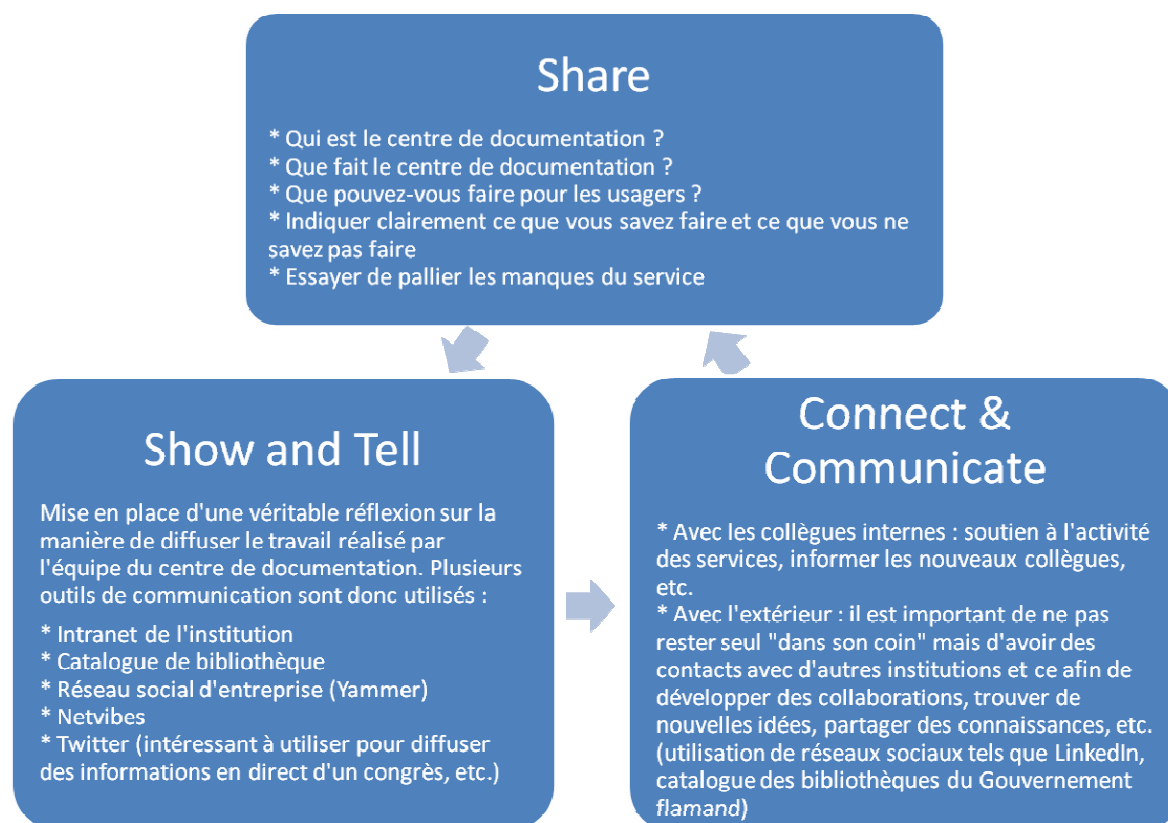 Share
* Qui est le centre de documentation ?
* Que fait le centre de documentation ?
* Que pouvez-vous faire pour les usagers ?
* Indiquer clairement ce que vous savez faire et ce que vous ne
savez pas faire
* Essayer de pallier les manques du service
Show and Tell
Mise en place d'une véritable réflexion sur la
manière de diffuser le travail réalisé par
l'équipe du centre de documentation. Plusieurs
outils de communication sont donc utilisés :
* Intranet de l'institution
* Catalogue de bibliothèque
* Réseau social d'entreprise (Yammer)
* Netvibes
* Twitter (intéressant à utiliser pour diffuser
des informations en direct d'un congrès, etc.)
Connect &
Communicate
* Avec les collègues internes : soutien à l'activité
des services, informer les nouveaux collègues,
etc.
* Avec l'extérieur : il est important de ne pas
rester seul "dans son coin" mais d'avoir des
contacts avec d'autres institutions et ce afin de
développer des collaborations, trouver de
nouvelles idées, partager des connaissances, etc.
(utilisation de réseaux sociaux tels que LinkedIn,
catalogue des bibliothèques du Gouvernement
flamand)